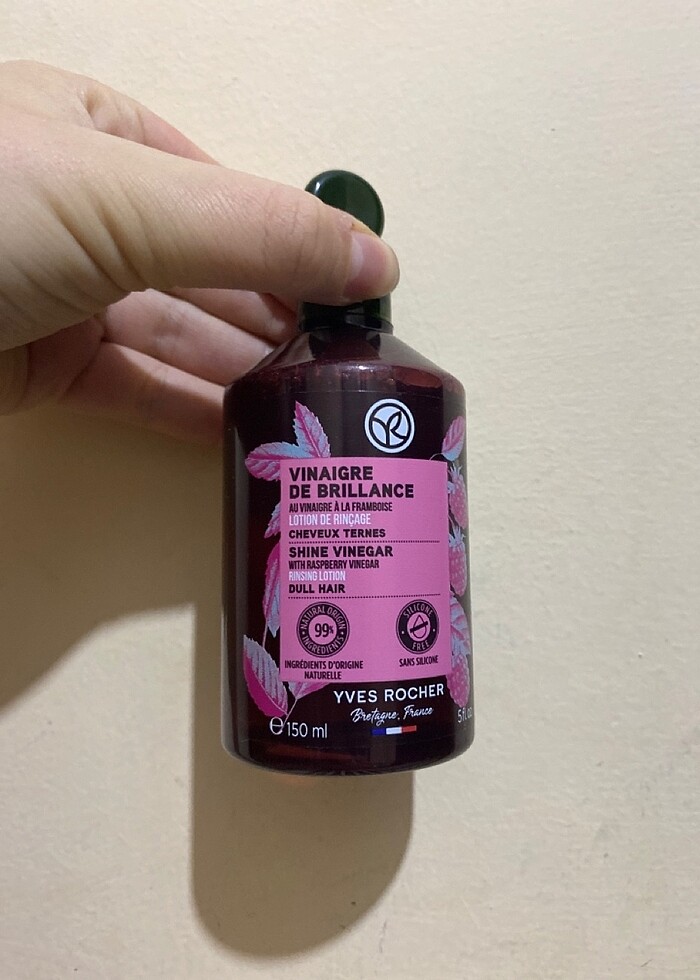 VINAIGRE
DE BRILLANCE
AU VINAIGRE À LA FRAMBOISE
LOTION DE RINÇAGE
CHEVEUX TERNES
SHINE VINEGAR
WITH RASPBERRY VINEGAR
RINSING LOTION
DULL HAIR
NATURAL ORIGIN
99%
INGREDIENTS
SILICONE
FREE
INGRÉDIENTS D'ORIGINE
NATURELLE
SANS SILICONE
YVES ROCHER
Bretagne, France
℮ 150 ml
5fl.oz